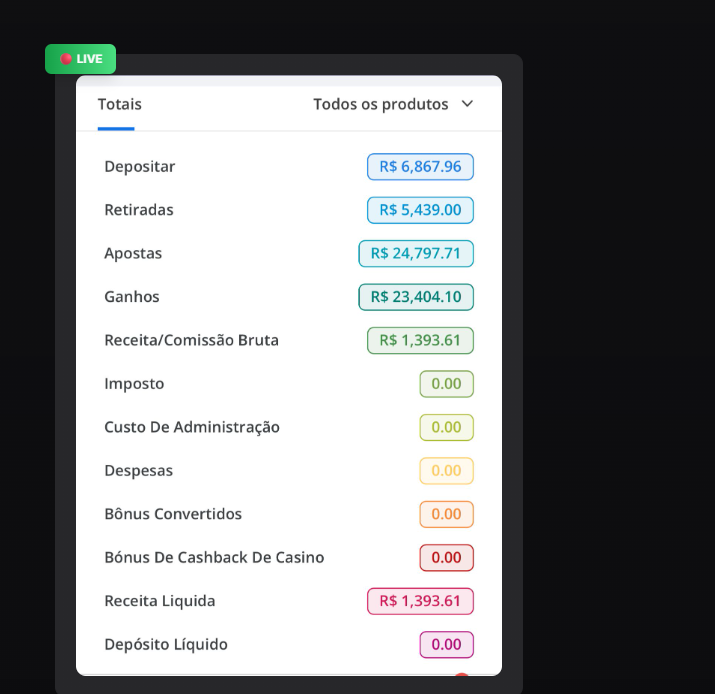 LIVE
Totais Todos os produtos
Depositar R$ 6,867.96
Retiradas R$ 5,439.00
Apostas R$ 24,797.71
Ganhos R$ 23,404.10
Receita/Comissão Bruta R$ 1,393.61
Imposto 0.00
Custo De Administração 0.00
Despesas 0.00
Bônus Convertidos 0.00
Bónus De Cashback De Casino 0.00
Receita Liquida R$ 1,393.61
Depósito Líquido 0.00